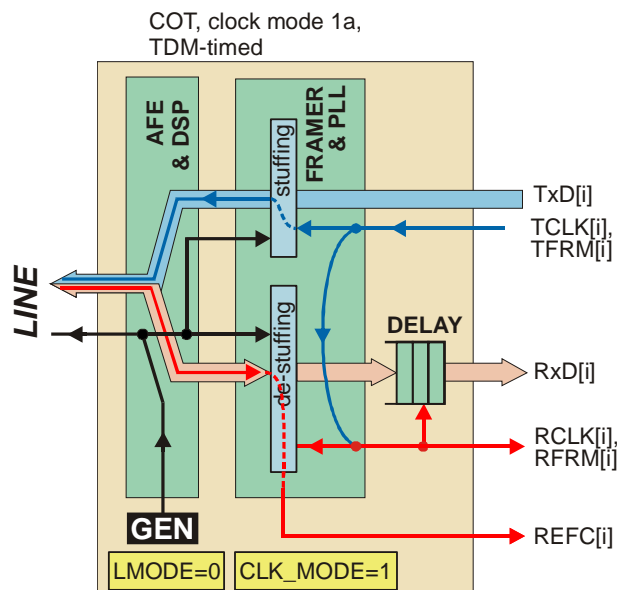 COT, clock mode 1a,
TDM-timed
AFE
& DSP
FRAMER
& PLL
stuffing
TxD[i]
TCLK[i],
TFRM[i]
LINE
de-stuffing
DELAY
RxD[i]
RCLK[i],
RFRM[i]
GEN
REFC[i]
LMODE=0
CLK_MODE=1